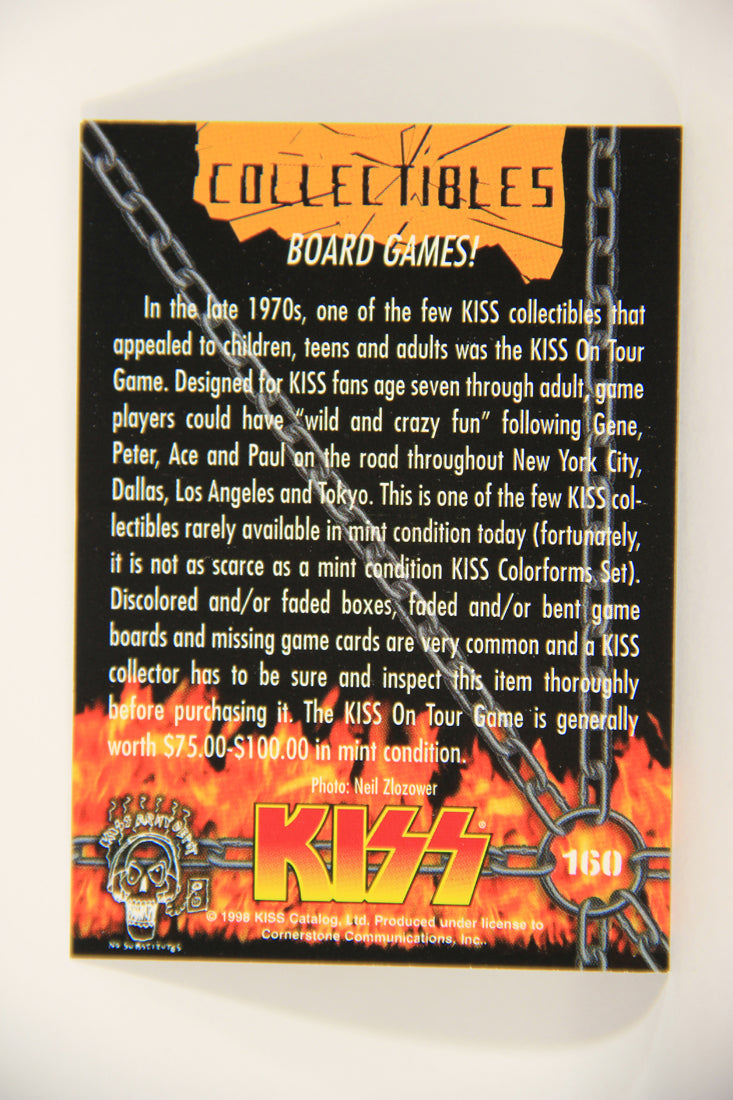 COLLECTIBLES
BOARD GAMES!
In the late 1970s, one of the few KISS collectibles that
appealed to children, teens and adults was the KISS On Tour
Game. Designed for KISS fans age seven through adult, game
players could have "wild and crazy fun" following Gene,
Peter, Ace and Paul on the road throughout New York City,
Dallas, Los Angeles and Tokyo. This is one of the few KISS col-
lectibles rarely available in mint condition today (fortunately,
it is not as scarce as a mint condition KISS Colorforms Set).
Discolored and/or faded boxes, faded and/or bent game
boards and missing game cards are very common and a KISS
collector has to be sure and inspect this item thoroughly
before purchasing it. The KISS On Tour Game is generally
worth $75.00-$100.00 in mint condition.
Photo: Neil Zlozower
KISS®
160
© 1998 KISS Catalog, Ltd. Produced under license to
Cornerstone Communications, Inc..
NO SUBSTITUTES